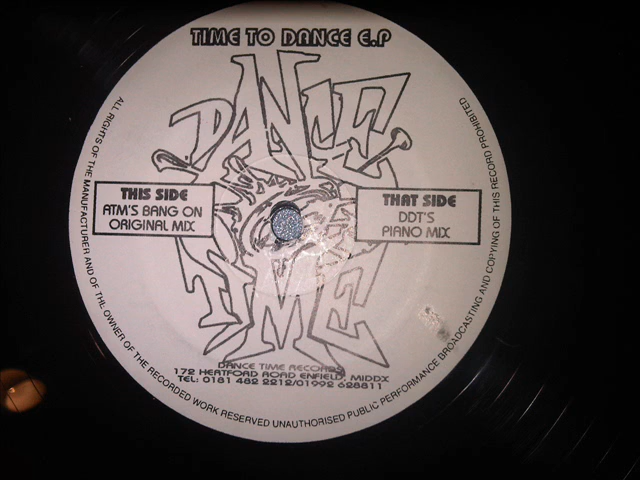 TIME TO DANCE E.P
DANCE
TIME
THIS SIDE
ATM'S BANG ON
ORIGINAL MIX
THAT SIDE
DDT'S
PIANO MIX
DANCE TIME RECORDS
172 HERTFORD ROAD ENFIELD, MIDDX
TEL: 0181 482 2212/01992 628811
ALL RIGHTS OF THE MANUFACTURER AND OF THE OWNER OF THE RECORDED WORK RESERVED UNAUTHORISED PUBLIC PERFORMANCE BROADCASTING AND COPYING OF THIS RECORD PROHIBITED